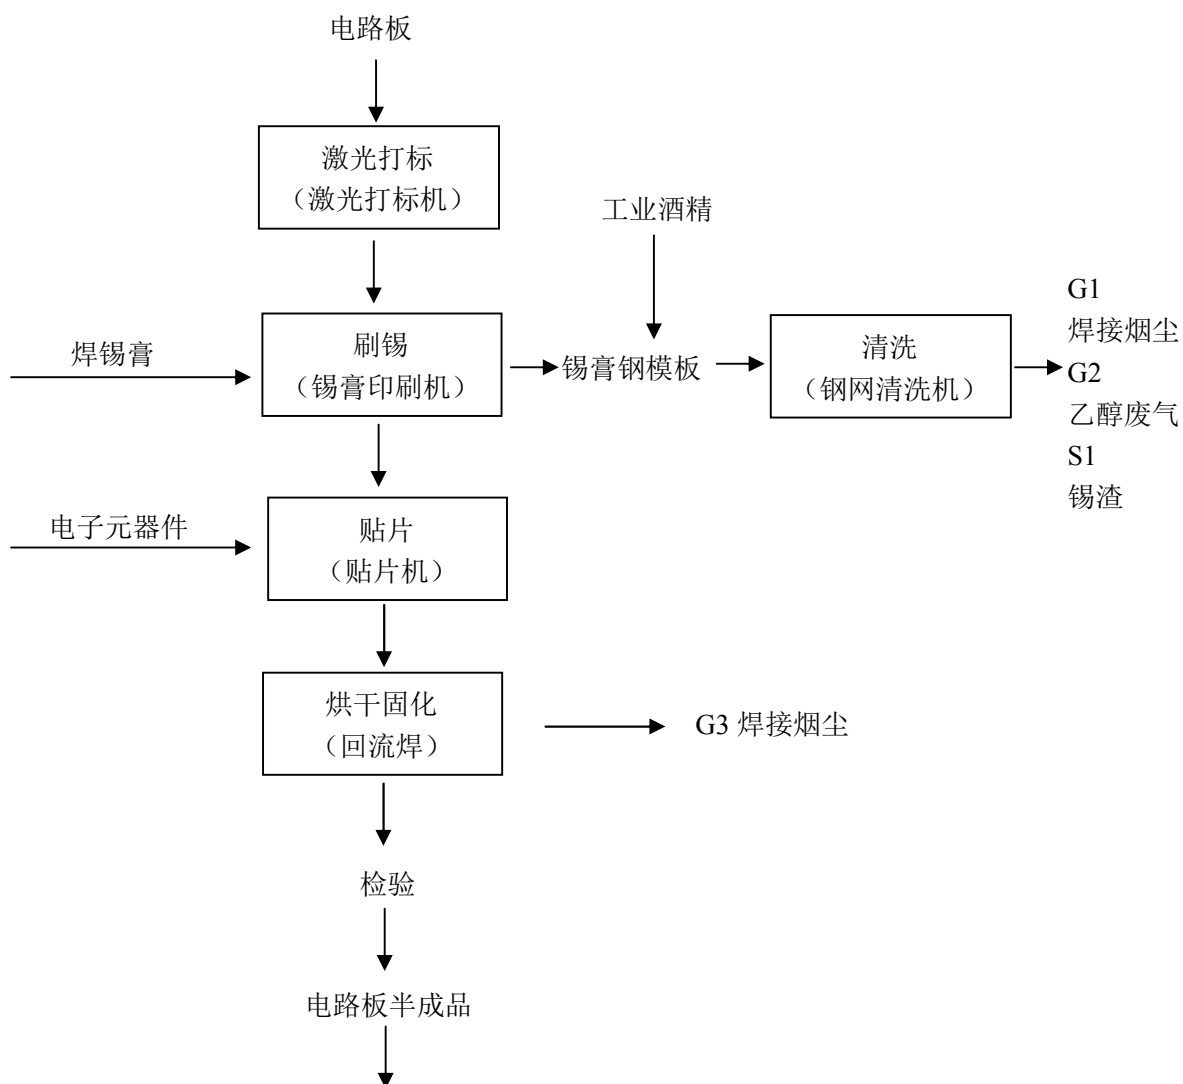 电路板
激光打标
（激光打标机）
工业酒精
焊锡膏
刷锡
（锡膏印刷机）
锡膏钢模板
清洗
（钢网清洗机）
G1
焊接烟尘
G2
乙醇废气
S1
锡渣
电子元器件
贴片
（贴片机）
烘干固化
（回流焊）
G3 焊接烟尘
检验
电路板半成品